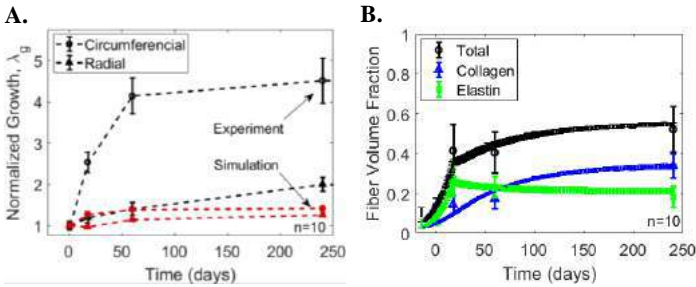 A.
B.
A
5
4
3
2
1
Normalized Growth, λg
Circumferencial
Radial
Experiment
Simulation
n=10
0 50 100 150 200 250
Time (days)
1
0.8
0.6
0.4
0.2
0
Fiber Volume Fraction
Total
Collagen
Elastin
n=10
0 50 100 150 200 250
Time (days)